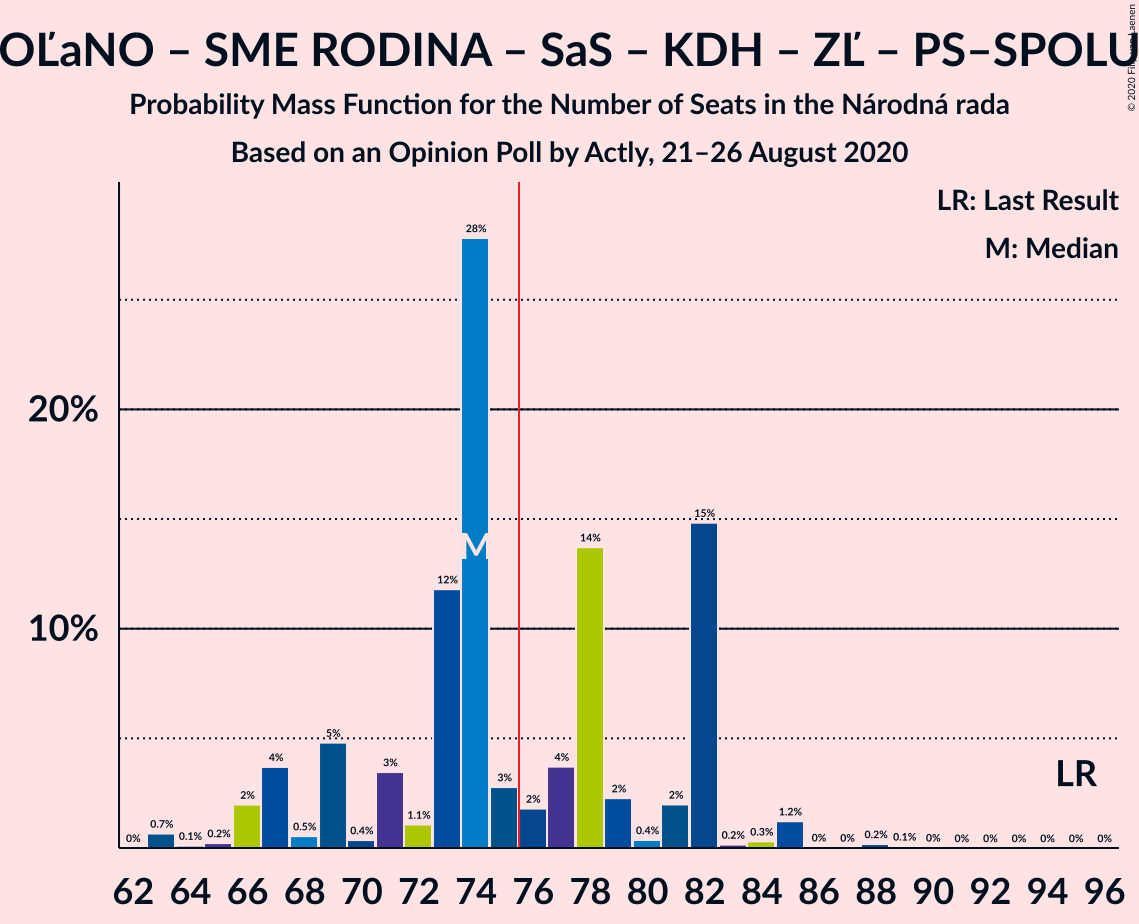 OĽaNO – SME RODINA – SaS – KDH – ZĽ – PS–SPOLU
Probability Mass Function for the Number of Seats in the Národná rada
Based on an Opinion Poll by Actly, 21–26 August 2020
© 2020 Filip van Laenen
LR: Last Result
M: Median
28%
20%
15%
14%
M
12%
10%
5%
4% 3% 3% 4%
LR
0% 0.7% 0.1% 0.2% 2% 0.5% 0.4% 1.1% 2% 2% 0.4% 2% 0.2% 0.3% 1.2% 0% 0% 0.2% 0.1% 0% 0% 0% 0% 0% 0% 0%
62 64 66 68 70 72 74 76 78 80 82 84 86 88 90 92 94 96